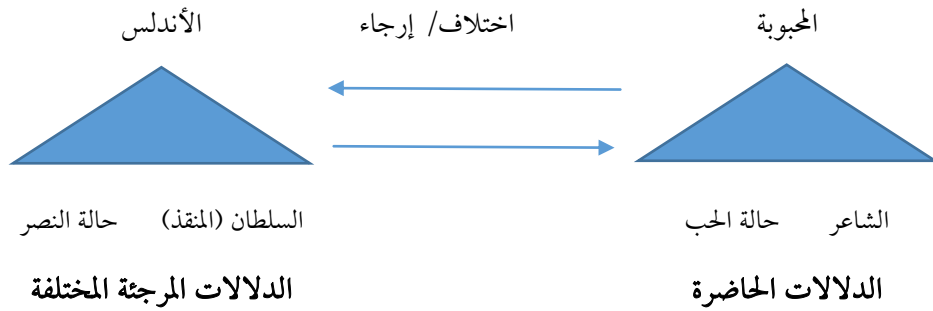 المحبوبة اختلاف/ إرجاء الأندلس
الشاعر حالة الحب السلطان (المنقذ) حالة النصر
الدلالات الحاضرة الدلالات المرجئة المختلفة